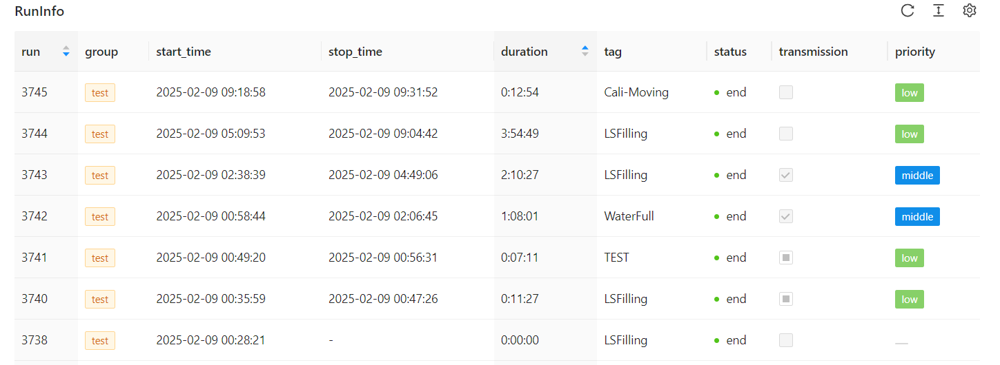 RunInfo
run group start_time stop_time duration tag status transmission priority
3745 test 2025-02-09 09:18:58 2025-02-09 09:31:52 0:12:54 Cali-Moving end low
3744 test 2025-02-09 05:09:53 2025-02-09 09:04:42 3:54:49 LSFilling end low
3743 test 2025-02-09 02:38:39 2025-02-09 04:49:06 2:10:27 LSFilling end middle
3742 test 2025-02-09 00:58:44 2025-02-09 02:06:45 1:08:01 WaterFull end middle
3741 test 2025-02-09 00:49:20 2025-02-09 00:56:31 0:07:11 TEST end low
3740 test 2025-02-09 00:35:59 2025-02-09 00:47:26 0:11:27 LSFilling end low
3738 test 2025-02-09 00:28:21 - 0:00:00 LSFilling end —